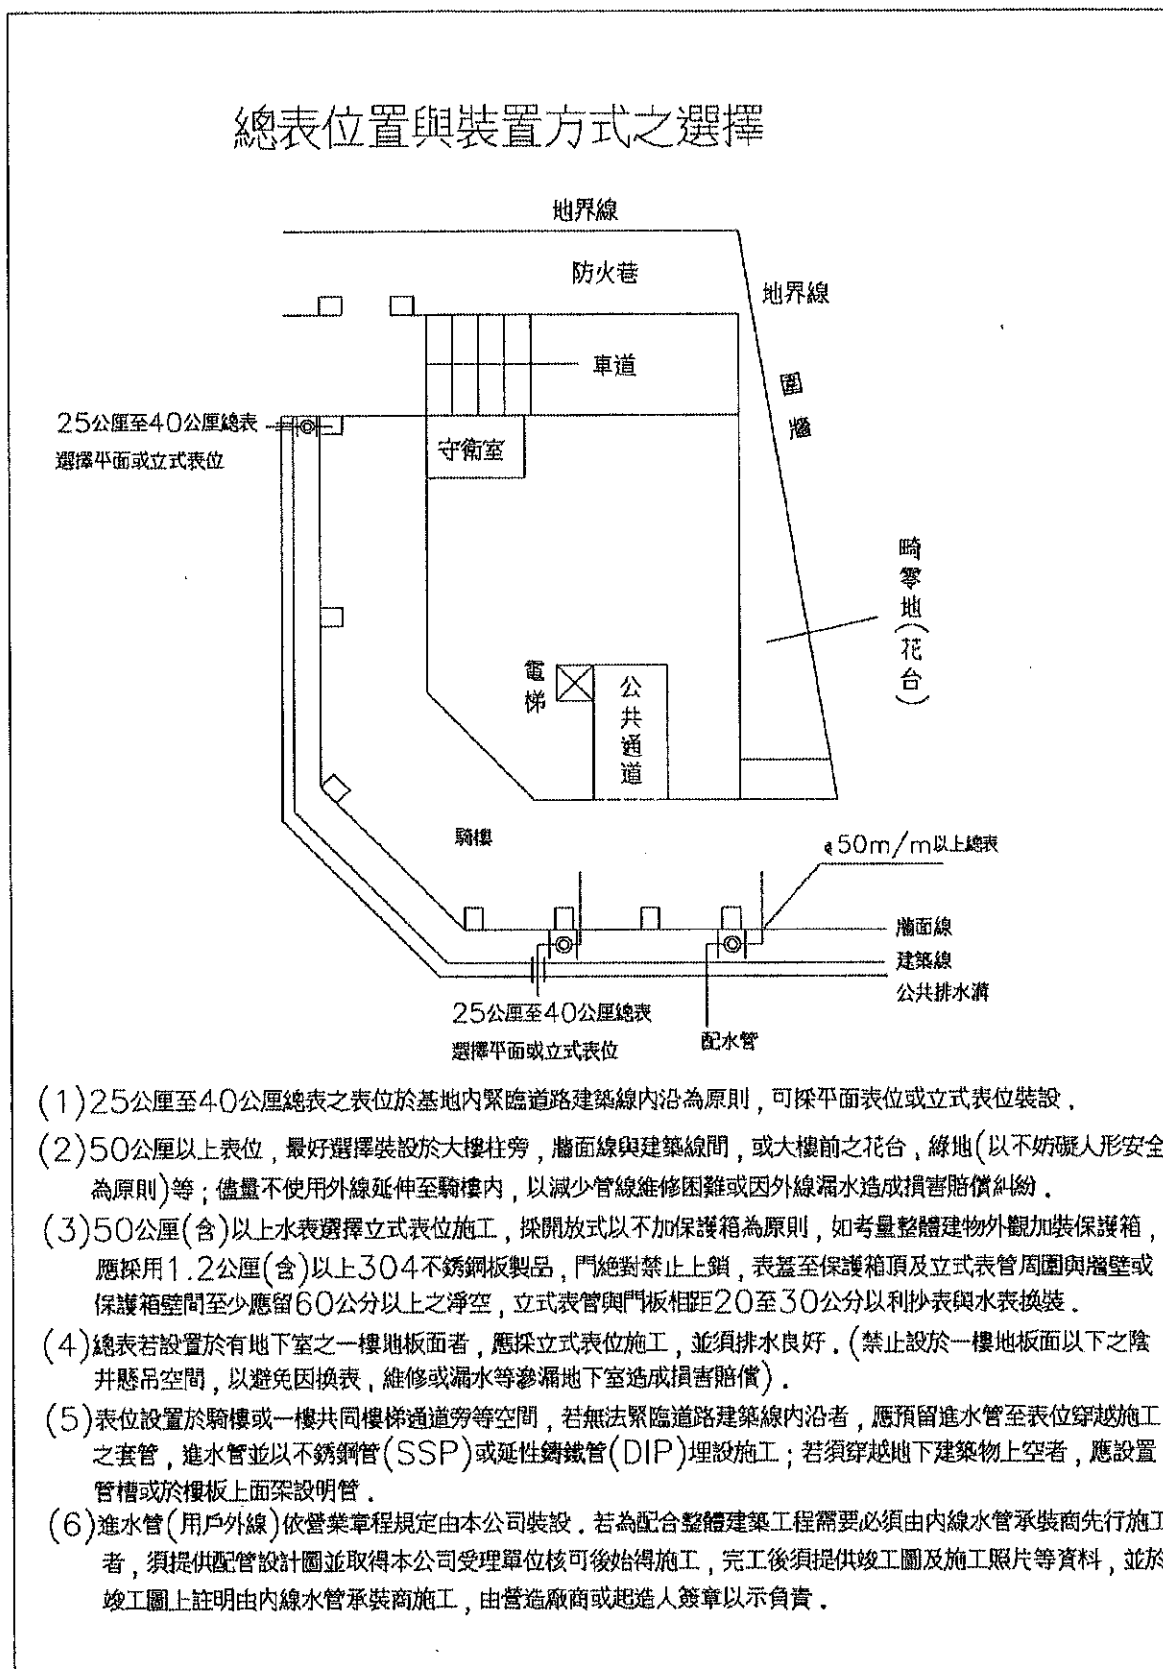 總表位置與裝置方式之選擇
地界線
防火巷
地界線
車道
圍牆
25公厘至40公厘總表
選擇平面或立式表位
守衛室
畸零地(花台)
電梯
公共通道
騎樓
 φ50m/m以上總表
牆面線
建築線
公共排水溝
25公厘至40公厘總表
選擇平面或立式表位
配水管
(1)25公厘至40公厘總表之表位於基地內緊臨道路建築線內沿為原則,可採平面表位或立式表位裝設.
(2)50公厘以上表位,最好選擇裝設於大樓柱旁,牆面線與建築線間,或大樓前之花台,綠地(以不妨礙人形安全
為原則)等;儘量不使用外線延伸至騎樓內,以減少管線維修困難或因外線漏水造成損害賠償糾紛.
(3)50公厘(含)以上水表選擇立式表位施工,採開放式以不加保護箱為原則,如考量整體建物外觀加裝保護箱,
應採用1.2公厘(含)以上304不銹鋼板製品,門絕對禁止上鎖,表蓋至保護箱頂及立式表管周圍與牆壁或
保護箱壁間至少應留60公分以上之淨空,立式表管與門板相距20至30公分以利抄表與水表換裝.
(4)總表若設置於有地下室之一樓地板面者,應採立式表位施工,並須排水良好.(禁止設於一樓地板面以下之陰
井懸吊空間,以避免因換表,維修或漏水等滲漏地下室造成損害賠償).
(5)表位設置於騎樓或一樓共同樓梯通道旁等空間,若無法緊臨道路建築線內沿者,應預留進水管至表位穿越施工
之套管,進水管並以不銹鋼管(SSP)或延性鑄鐵管(DIP)埋設施工;若須穿越地下建築物上空者,應設置
管槽或於樓板上面架設明管.
(6)進水管(用戶外線)依營業章程規定由本公司裝設.若為配合整體建築工程需要必須由內線水管承裝商先行施工
者,須提供配管設計圖並取得本公司受理單位核可後始得施工,完工後須提供竣工圖及施工照片等資料,並於
竣工圖上註明由內線水管承裝商施工,由營造廠商或起造人簽章以示負責.